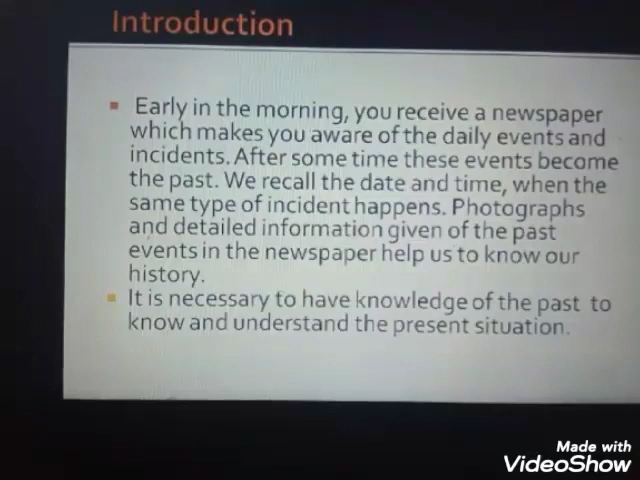 Introduction
▪ Early in the morning, you receive a newspaper
which makes you aware of the daily events and
incidents. After some time these events become
the past. We recall the date and time, when the
same type of incident happens. Photographs
and detailed information given of the past
events in the newspaper help us to know our
history.
▪ It is necessary to have knowledge of the past to
know and understand the present situation.
Made with
VideoShow